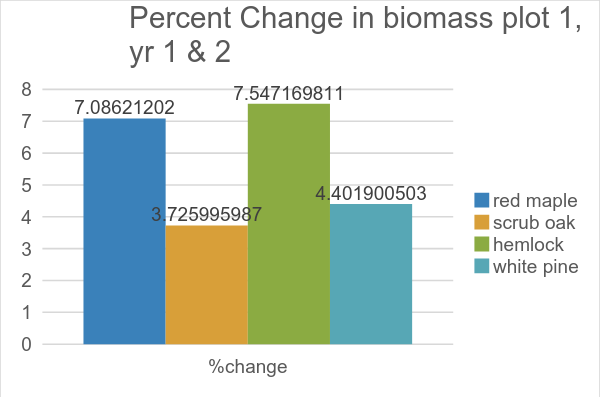 Percent Change in biomass plot 1,
yr 1 & 2
8
7
6
5
4
3
2
1
0
7.08621202
3.725995987
7.547169811
4.401900503
%change
red maple
scrub oak
hemlock
white pine